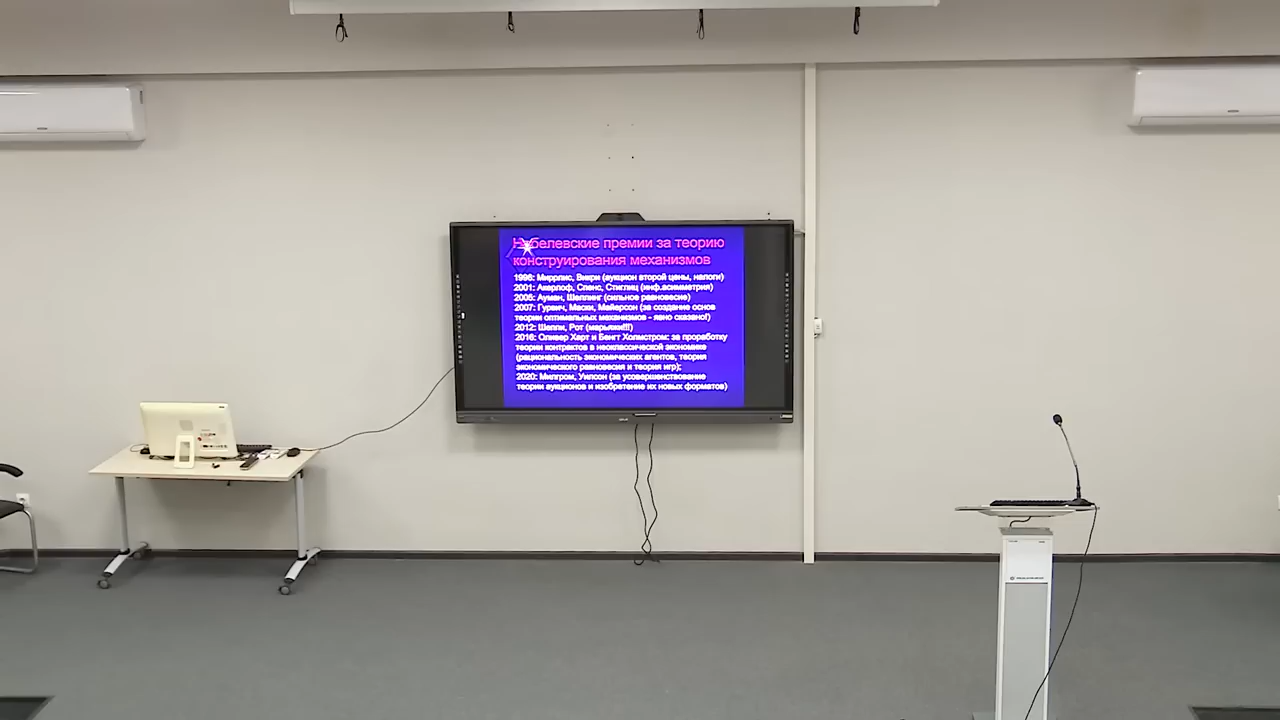 Нобелевские премии за теорию
конструирования механизмов
1996: Миррлис, Викри (аукцион второй цены, налоги)
2001: Акерлоф, Спенс, Стиглиц (инф.асимметрия)
2005: Ауман, Шеллинг (сильное равновесие)
2007: Гурвич, Маскин, Майерсон (за создание основ
теории оптимальных механизмов - явно сказано!)
2012: Шепли, Рот (марьяжи!!!)
2016: Оливер Харт и Бенгт Холмстром: за проработку
теории контрактов в неоклассической экономике
(рациональность экономических агентов, теория
экономического равновесия и теория игр);
2020: Милгром, Уилсон (за усовершенствование
теории аукционов и изобретение их новых форматов)